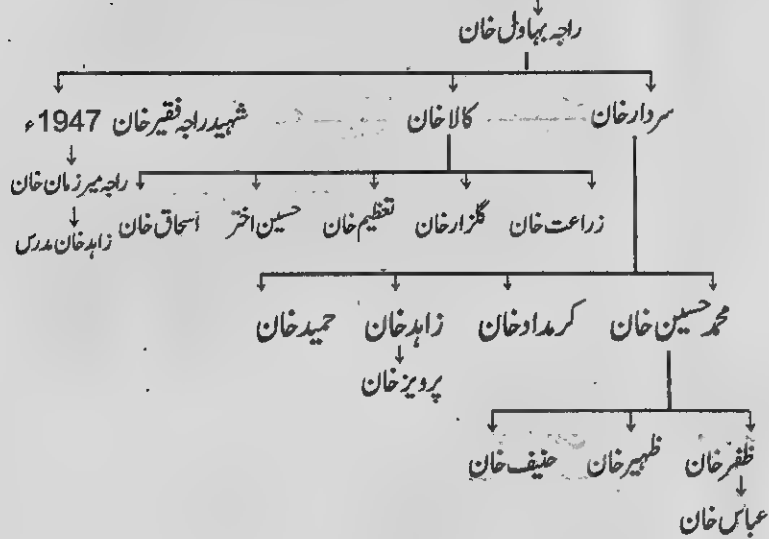 راجہ بہاول خان
سردار خان کالا خان شہید راجہ فقیر خان 1947ء
راجہ میر زمان خان
زراعت خان گلزار خان تعظیم خان حسین اختر اسحاق خان زاہد خان مدرس
محمد حسین خان کرمداد خان زاہد خان حمید خان
پرویز خان
ظفر خان ظہیر خان حنیف خان
عباس خان